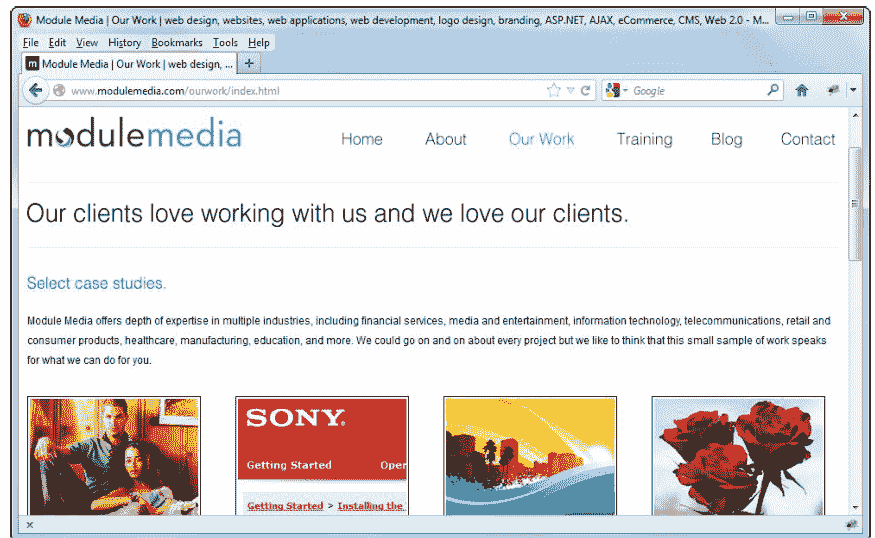 Module Media | Our Work | web design, websites, web applications, web development, logo design, branding, ASP.NET, AJAX, eCommerce, CMS, Web 2.0 - M...
File Edit View History Bookmarks Tools Help
m Module Media | Our Work | web design, ... +
www.modulemedia.com/ourwork/index.html Google
modulemedia Home About Our Work Training Blog Contact
Our clients love working with us and we love our clients.
Select case studies.
Module Media offers depth of expertise in multiple industries, including financial services, media and entertainment, information technology, telecommunications, retail and
consumer products, healthcare, manufacturing, education, and more. We could go on and on about every project but we like to think that this small sample of work speaks
for what we can do for you.
SONY.
Getting Started Oper
Getting Started > Installing the